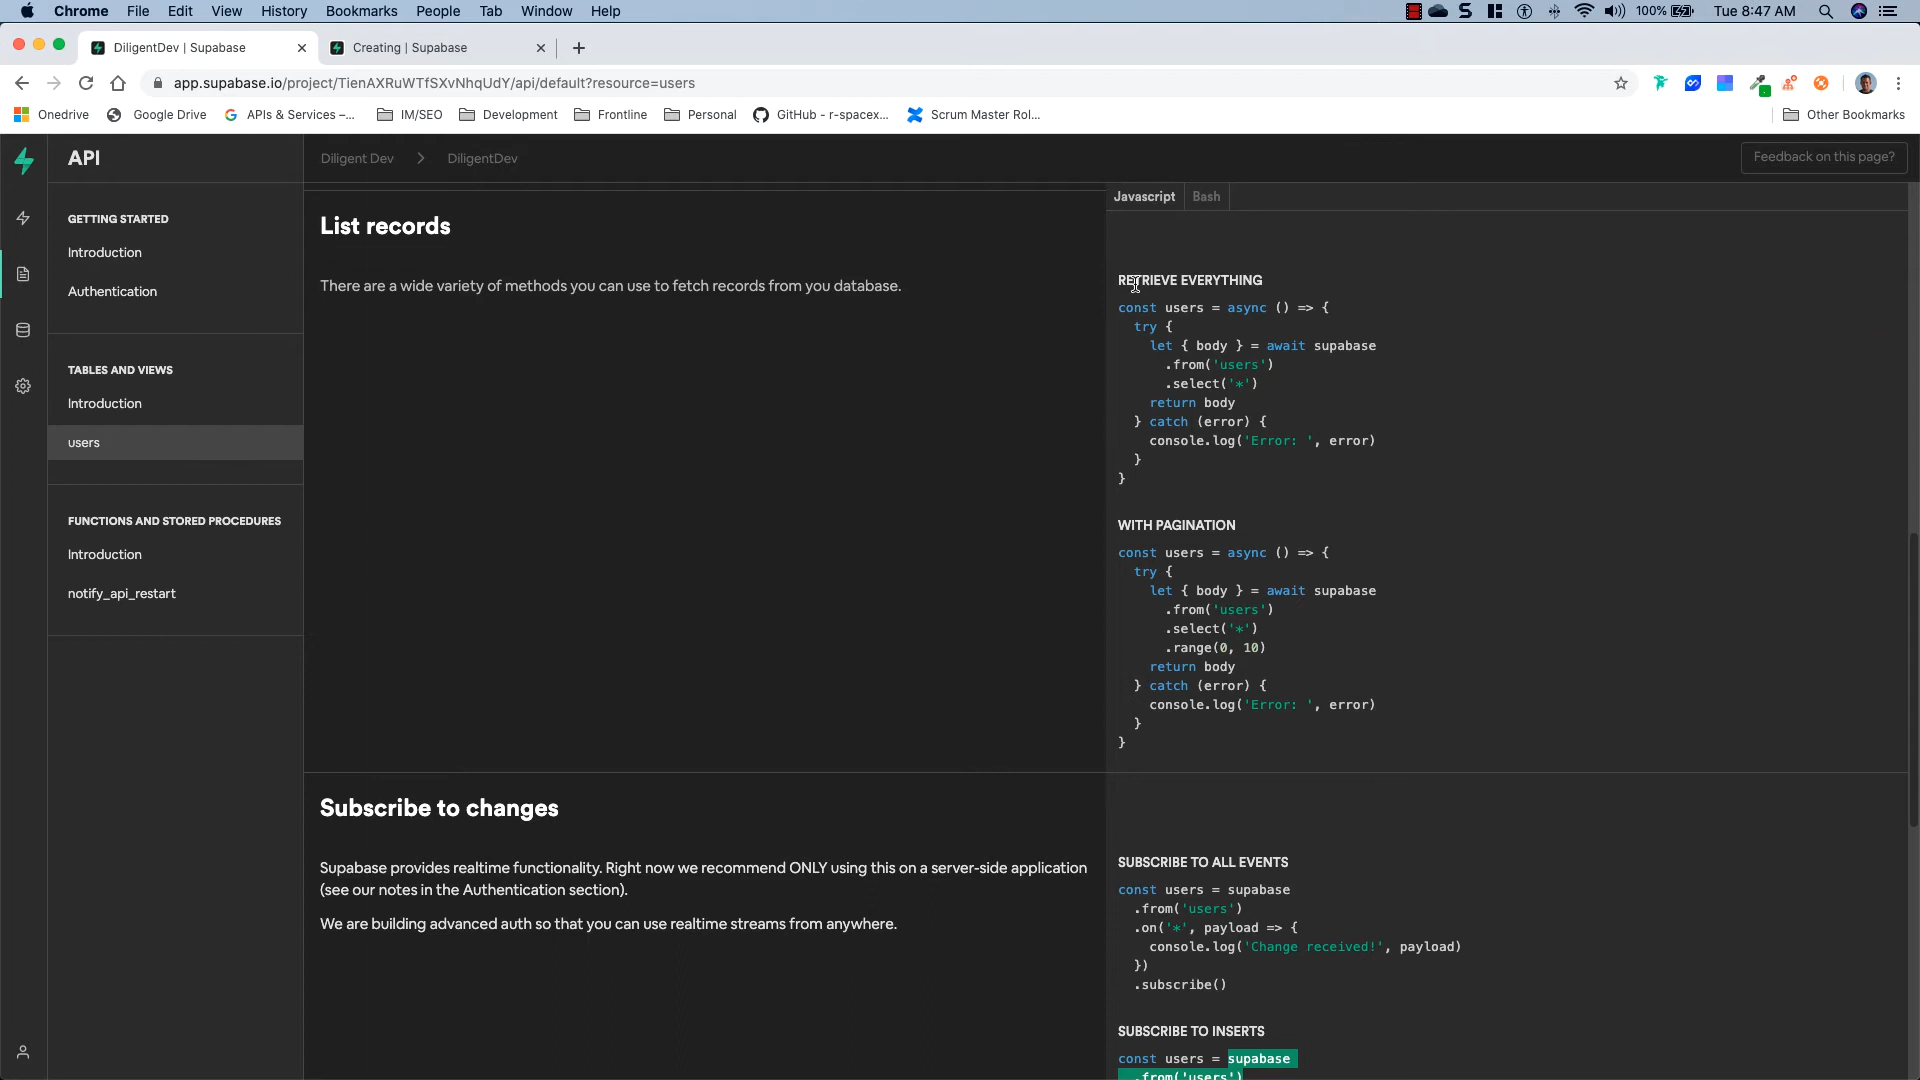 Chrome File Edit View History Bookmarks People Tab Window Help
100% Tue 8:47 AM
DiligentDev | Supabase
Creating | Supabase
app.supabase.io/project/TienAXRuWTfSXvNhqUdY/api/default?resource=users
Onedrive Google Drive APIs & Services –... IM/SEO Development Frontline Personal GitHub - r-spacex... Scrum Master Rol... Other Bookmarks
API
Diligent Dev > DiligentDev
Feedback on this page?
GETTING STARTED
Introduction
Authentication
TABLES AND VIEWS
Introduction
users
FUNCTIONS AND STORED PROCEDURES
Introduction
notify_api_restart
List records
There are a wide variety of methods you can use to fetch records from you database.
Javascript Bash
RETRIEVE EVERYTHING
const users = async () => {
try {
let { body } = await supabase
.from('users')
.select('*')
return body
} catch (error) {
console.log('Error: ', error)
}
}
WITH PAGINATION
const users = async () => {
try {
let { body } = await supabase
.from('users')
.select('*')
.range(0, 10)
return body
} catch (error) {
console.log('Error: ', error)
}
}
Subscribe to changes
Supabase provides realtime functionality. Right now we recommend ONLY using this on a server-side application
(see our notes in the Authentication section).
We are building advanced auth so that you can use realtime streams from anywhere.
SUBSCRIBE TO ALL EVENTS
const users = supabase
.from('users')
.on('*', payload => {
console.log('Change received!', payload)
})
.subscribe()
SUBSCRIBE TO INSERTS
const users = supabase
.from('users')